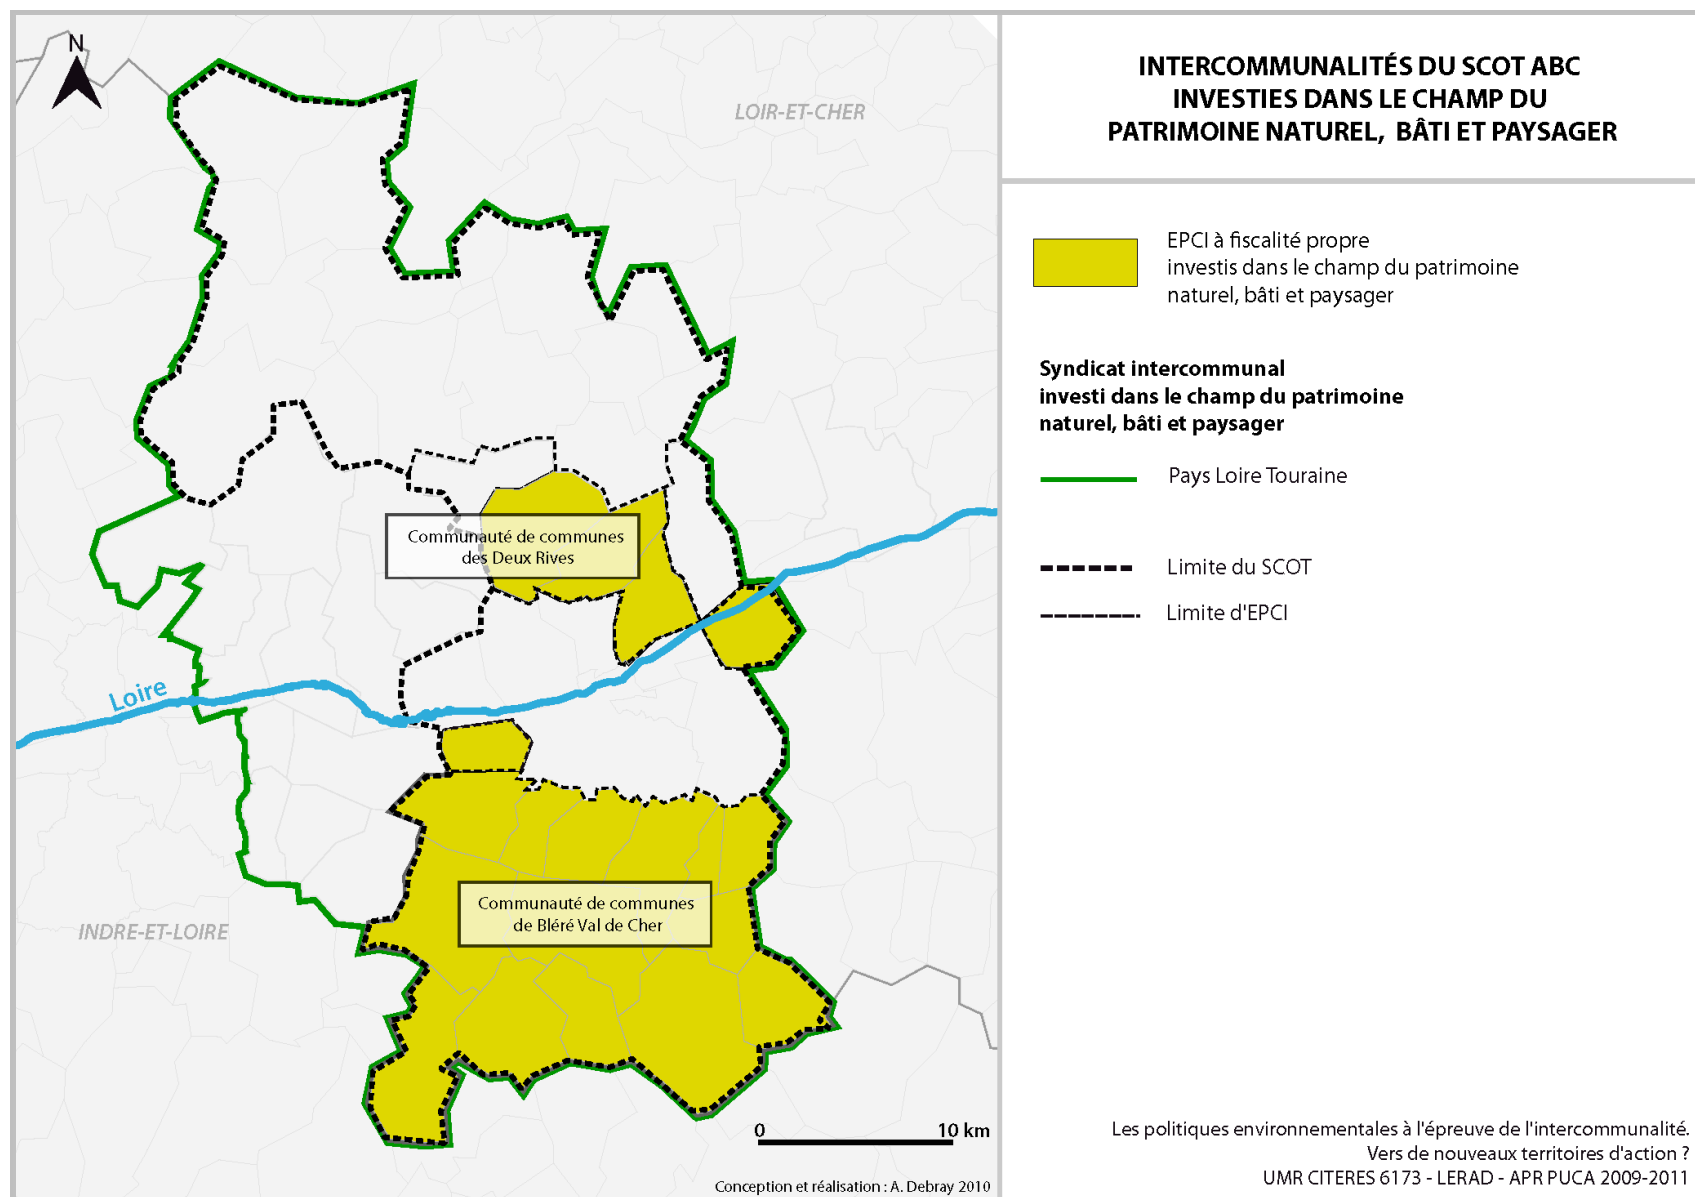 INTERCOMMUNALITÉS DU SCOT ABC
INVESTIES DANS LE CHAMP DU
PATRIMOINE NATUREL, BÂTI ET PAYSAGER
N
LOIR-ET-CHER
EPCI à fiscalité propre
investis dans le champ du patrimoine
naturel, bâti et paysager
Syndicat intercommunal
investi dans le champ du patrimoine
naturel, bâti et paysager
Pays Loire Touraine
Limite du SCOT
Limite d'EPCI
Communauté de communes
des Deux Rives
Loire
Communauté de communes
de Bléré Val de Cher
INDRE-ET-LOIRE
0 10 km
Conception et réalisation : A. Debray 2010
Les politiques environnementales à l'épreuve de l'intercommunalité.
Vers de nouveaux territoires d'action ?
UMR CITERES 6173 - LERAD - APR PUCA 2009-2011